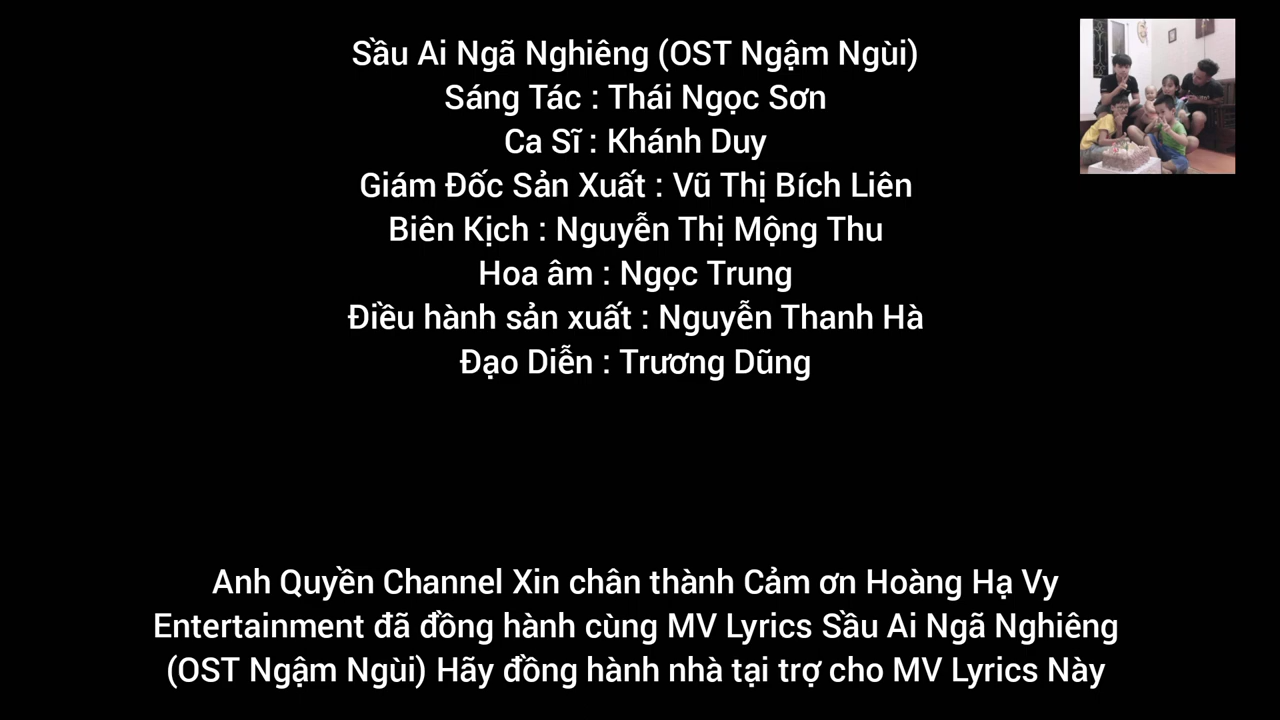 Sầu Ai Ngã Nghiêng (OST Ngậm Ngùi)
Sáng Tác : Thái Ngọc Sơn
Ca Sĩ : Khánh Duy
Giám Đốc Sản Xuất : Vũ Thị Bích Liên
Biên Kịch : Nguyễn Thị Mộng Thu
Hoa âm : Ngọc Trung
Điều hành sản xuất : Nguyễn Thanh Hà
Đạo Diễn : Trương Dũng
Anh Quyền Channel Xin chân thành Cảm ơn Hoàng Hạ Vy
Entertainment đã đồng hành cùng MV Lyrics Sầu Ai Ngã Nghiêng
(OST Ngậm Ngùi) Hãy đồng hành nhà tại trợ cho MV Lyrics Này